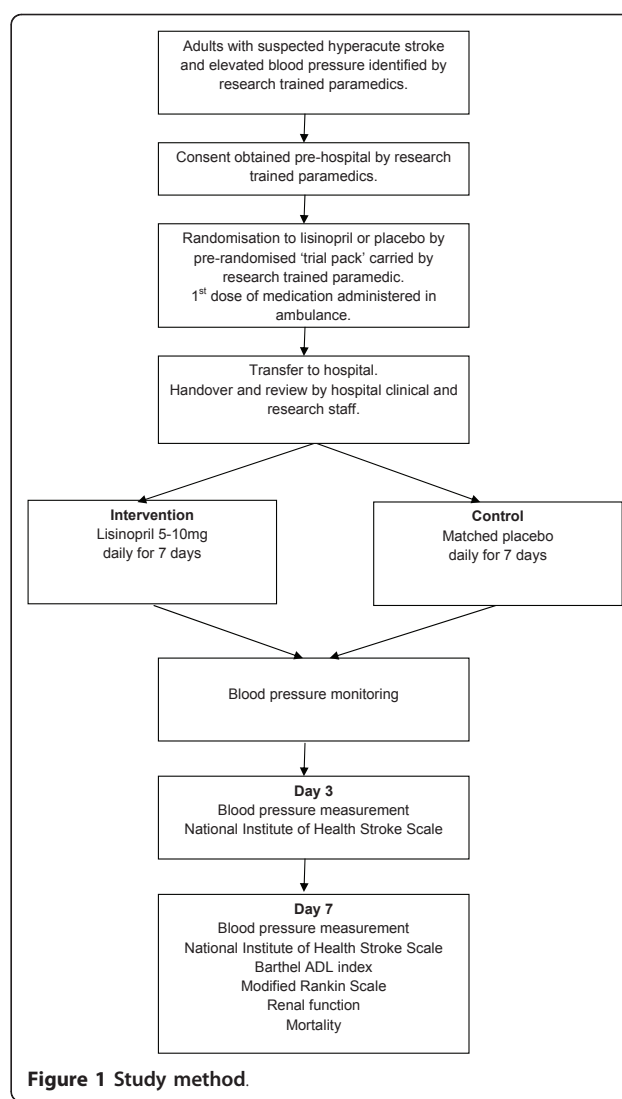 Adults with suspected hyperacute stroke
and elevated blood pressure identified by
research trained paramedics.
Consent obtained pre-hospital by research
trained paramedics.
Randomisation to lisinopril or placebo by
pre-randomised 'trial pack' carried by
research trained paramedic.
1st dose of medication administered in
ambulance.
Transfer to hospital.
Handover and review by hospital clinical and
research staff.
Intervention
Lisinopril 5-10mg
daily for 7 days
Control
Matched placebo
daily for 7 days
Blood pressure monitoring
Day 3
Blood pressure measurement
National Institute of Health Stroke Scale
Day 7
Blood pressure measurement
National Institute of Health Stroke Scale
Barthel ADL index
Modified Rankin Scale
Renal function
Mortality
Figure 1 Study method.